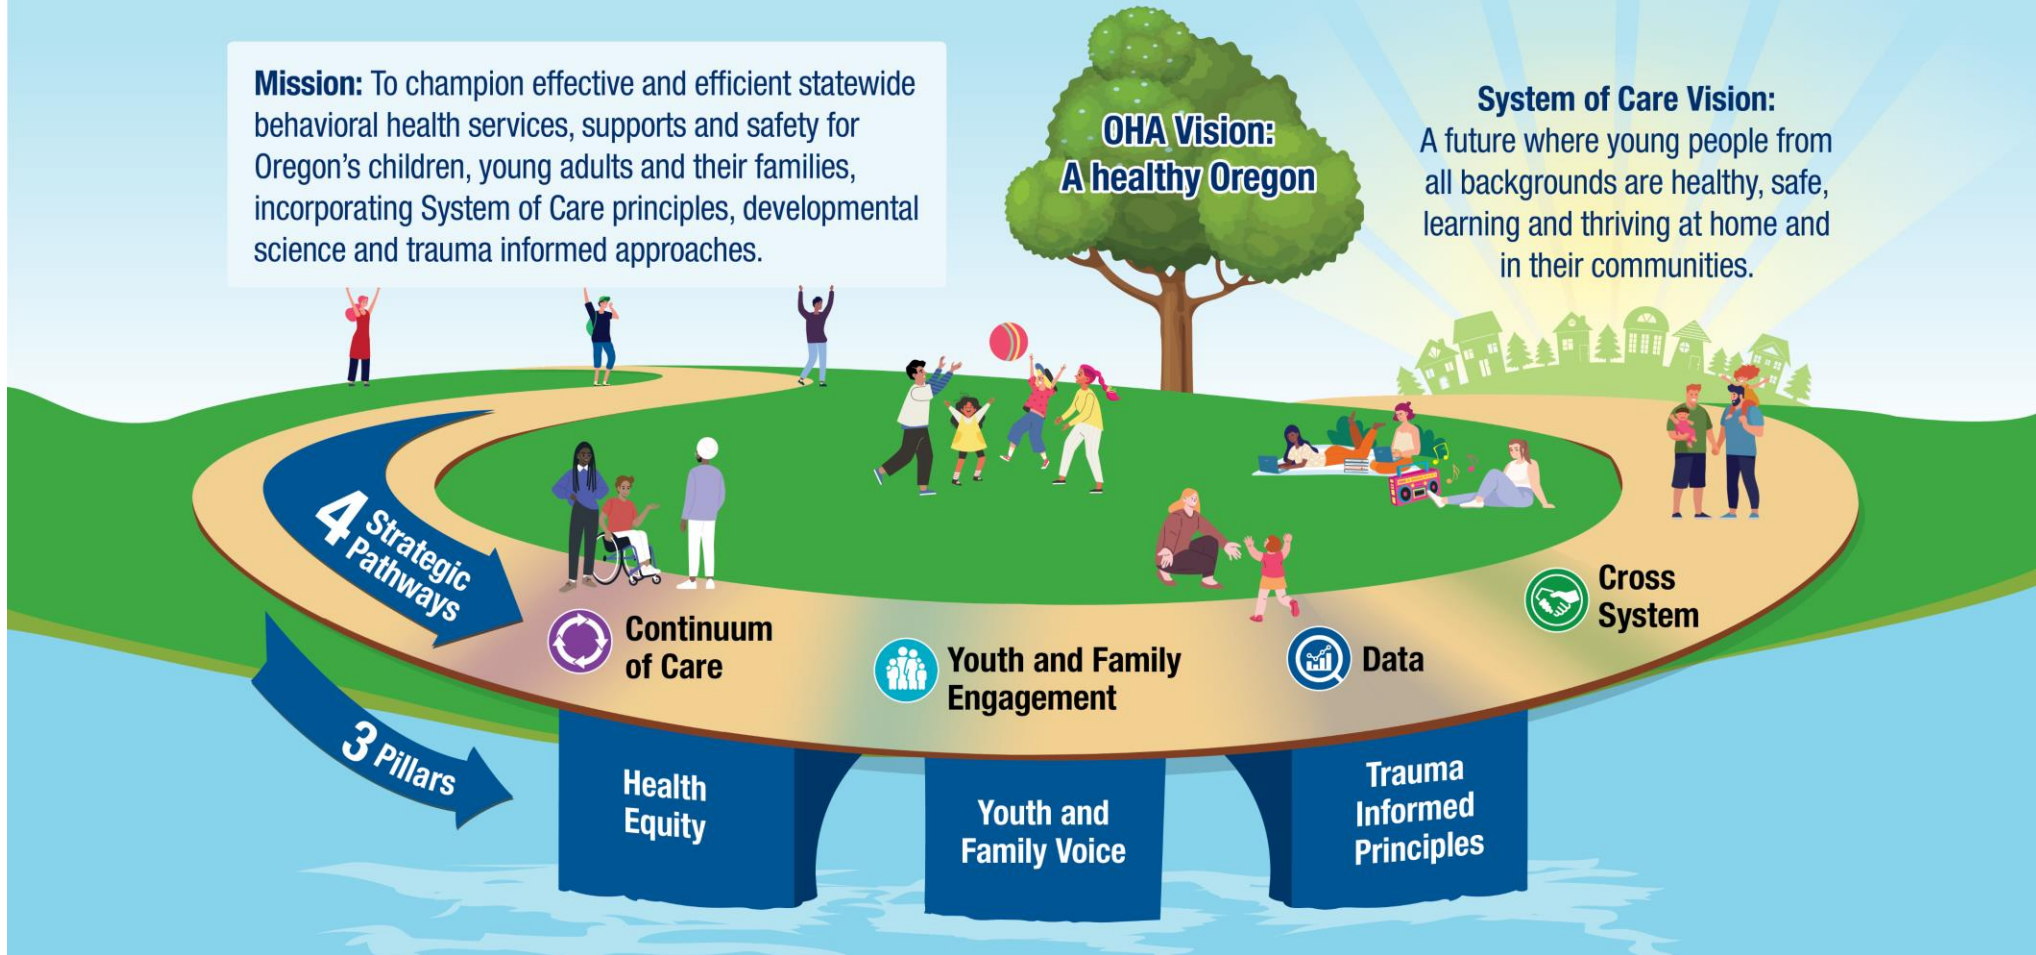 Mission: To champion effective and efficient statewide
behavioral health services, supports and safety for
Oregon’s children, young adults and their families,
incorporating System of Care principles, developmental
science and trauma informed approaches.
OHA Vision:
A healthy Oregon
System of Care Vision:
A future where young people from
all backgrounds are healthy, safe,
learning and thriving at home and
in their communities.
4 Strategic
Pathways
Continuum
of Care
Youth and Family
Engagement
Data
Cross
System
3 Pillars
Health
Equity
Youth and
Family Voice
Trauma
Informed
Principles